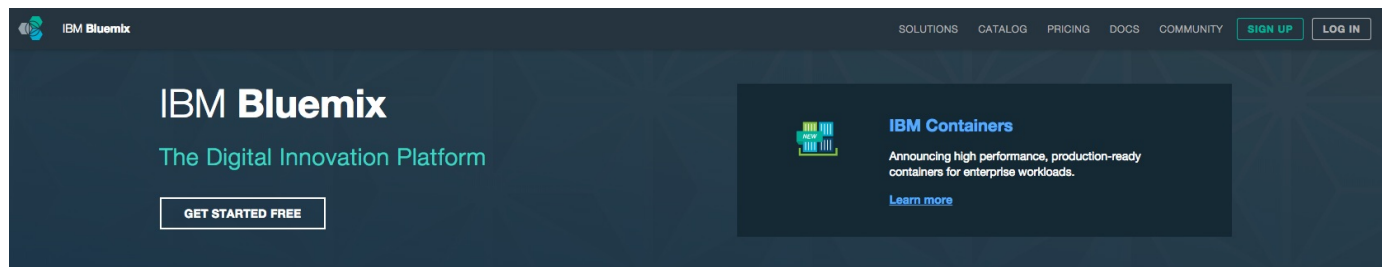 IBM Bluemix
SOLUTIONS CATALOG PRICING DOCS COMMUNITY SIGN UP LOG IN
IBM Bluemix
The Digital Innovation Platform
GET STARTED FREE
NEW
IBM Containers
Announcing high performance, production-ready
containers for enterprise workloads.
Learn more